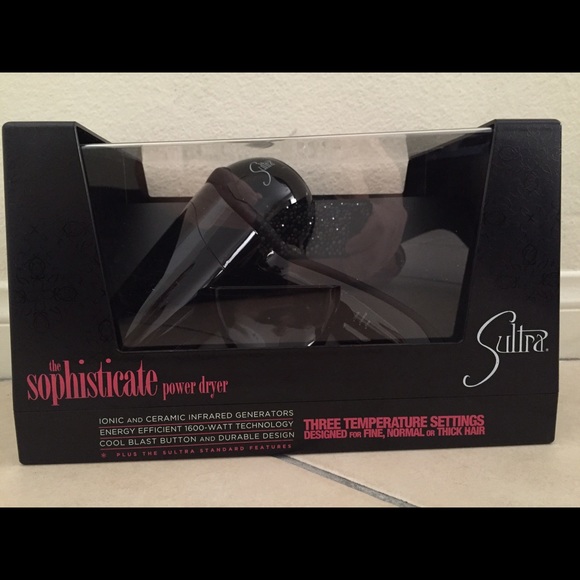 Sultra
Sultra®
the
sophisticate power dryer
IONIC AND CERAMIC INFRARED GENERATORS
ENERGY EFFICIENT 1600-WATT TECHNOLOGY
COOL BLAST BUTTON AND DURABLE DESIGN
PLUS THE SULTRA STANDARD FEATURES
THREE TEMPERATURE SETTINGS
DESIGNED FOR FINE, NORMAL OR THICK HAIR